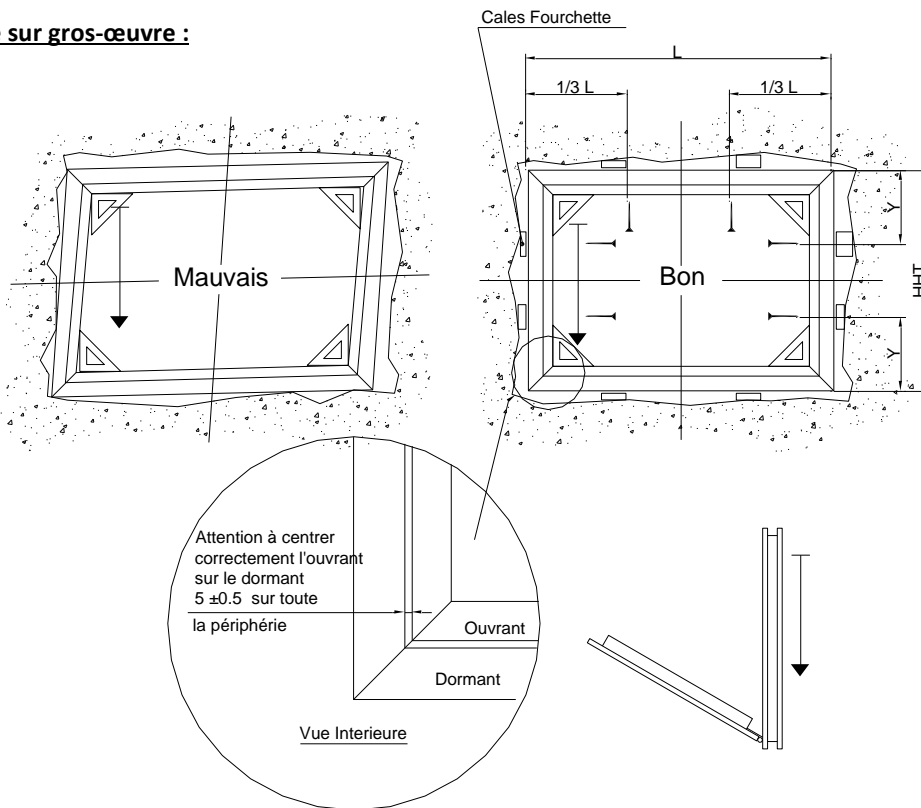 Cales Fourchette
sur gros-œuvre :
L
1/3 L
1/3 L
Y
Mauvais
Bon
HHT
Y
Attention à centrer
correctement l'ouvrant
sur le dormant
5 ±0.5 sur toute
la périphérie
Ouvrant
Dormant
Vue Interieure